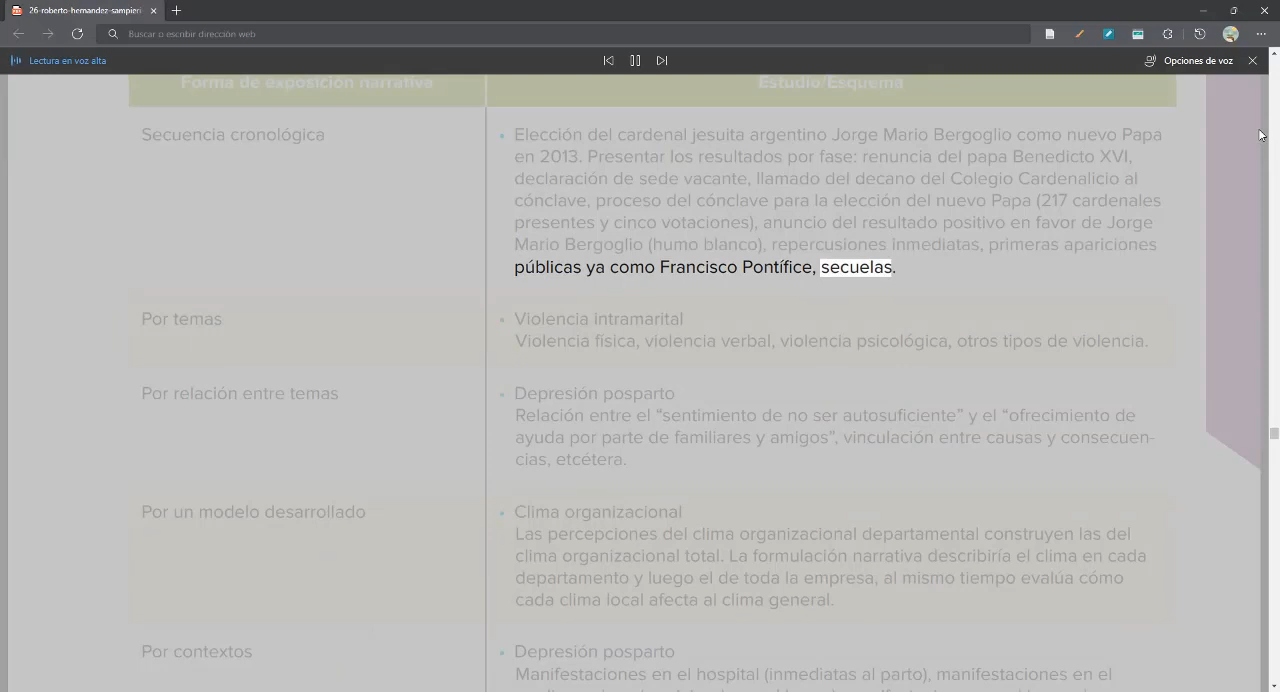 26-roberto-hernandez-sampieri
Buscar o escribir dirección web
Lectura en voz alta
Opciones de voz
Forma de exposición narrativa
Estudio/Esquema
Secuencia cronológica
• Elección del cardenal jesuita argentino Jorge Mario Bergoglio como nuevo Papa
en 2013. Presentar los resultados por fase: renuncia del papa Benedicto XVI,
declaración de sede vacante, llamado del decano del Colegio Cardenalicio al
cónclave, proceso del cónclave para la elección del nuevo Papa (217 cardenales
presentes y cinco votaciones), anuncio del resultado positivo en favor de Jorge
Mario Bergoglio (humo blanco), repercusiones inmediatas, primeras apariciones
públicas ya como Francisco Pontífice, secuelas.
Por temas
• Violencia intramarital
Violencia física, violencia verbal, violencia psicológica, otros tipos de violencia.
Por relación entre temas
• Depresión posparto
Relación entre el “sentimiento de no ser autosuficiente” y el “ofrecimiento de
ayuda por parte de familiares y amigos”, vinculación entre causas y consecuen-
cias, etcétera.
Por un modelo desarrollado
• Clima organizacional
Las percepciones del clima organizacional departamental construyen las del
clima organizacional total. La formulación narrativa describiría el clima en cada
departamento y luego el de toda la empresa, al mismo tiempo evalúa cómo
cada clima local afecta al clima general.
Por contextos
• Depresión posparto
Manifestaciones en el hospital (inmediatas al parto), manifestaciones en el